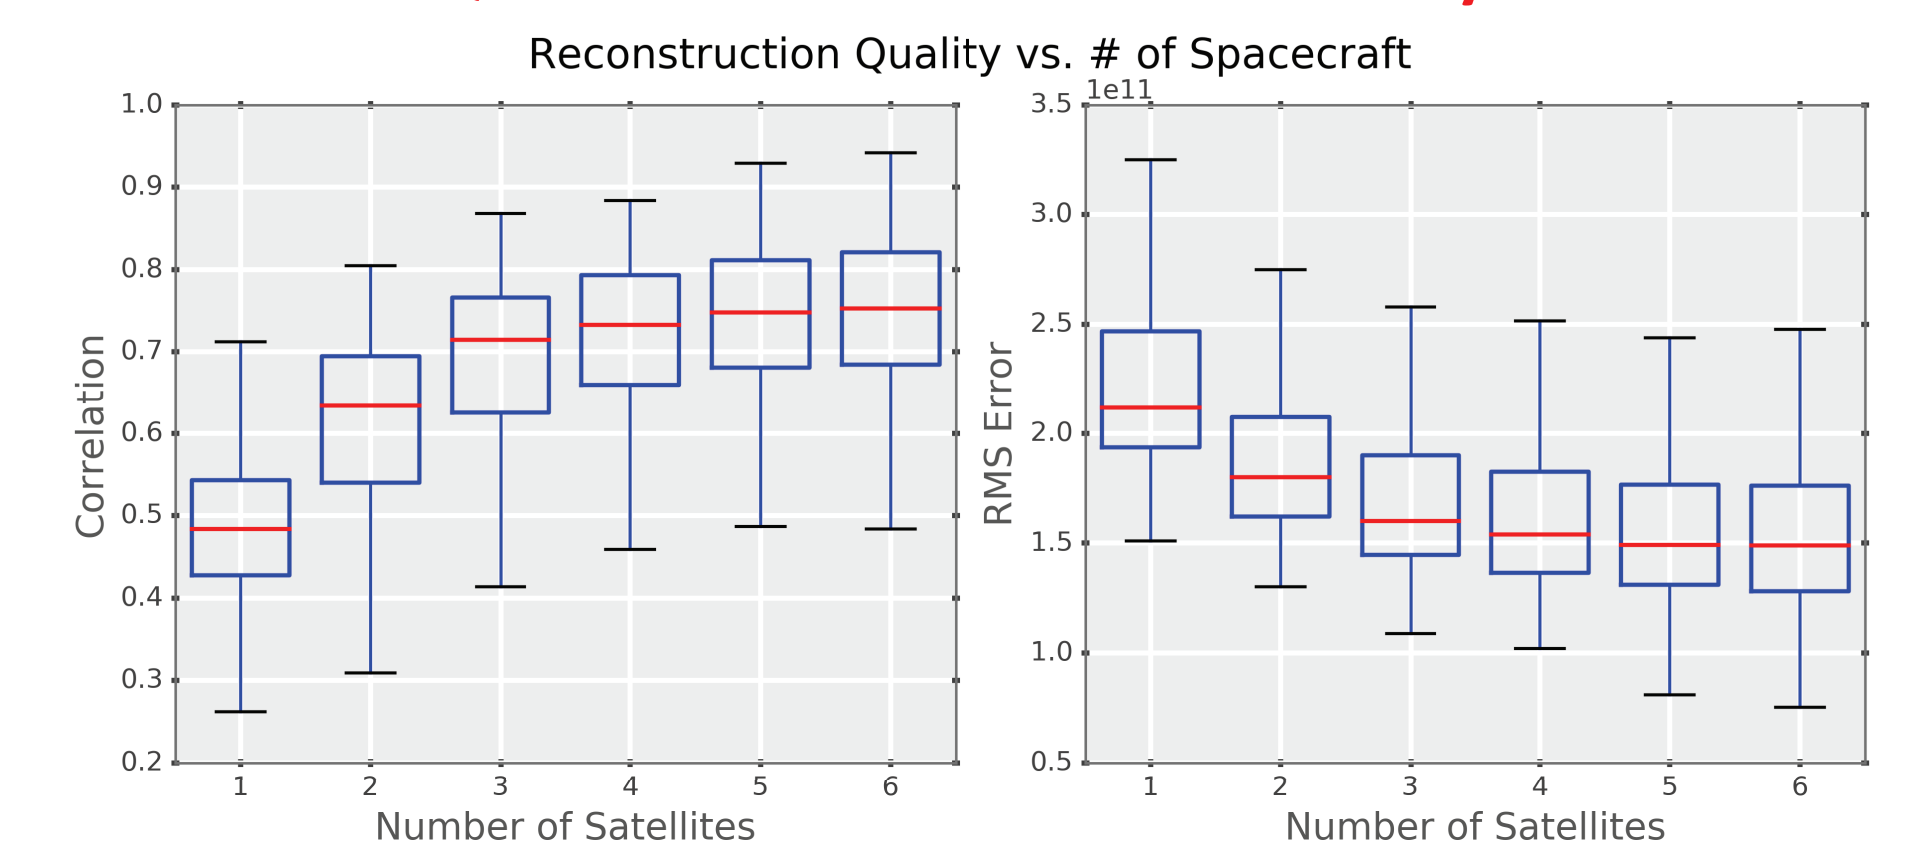 Reconstruction Quality vs. # of Spacecraft
1.0
0.9
0.8
0.7
0.6
0.5
0.4
0.3
0.2
Correlation
1 2 3 4 5 6
Number of Satellites
1e11
3.5
3.0
2.5
2.0
1.5
1.0
0.5
RMS Error
1 2 3 4 5 6
Number of Satellites